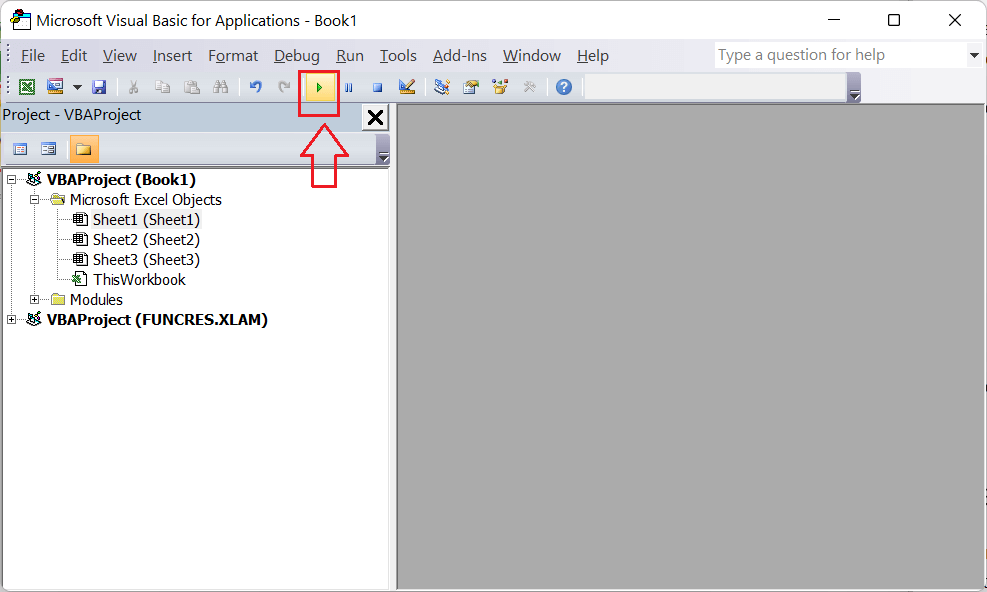 Microsoft Visual Basic for Applications - Book1
File Edit View Insert Format Debug Run Tools Add-Ins Window Help Type a question for help
Project - VBAProject
VBAProject (Book1)
Microsoft Excel Objects
Sheet1 (Sheet1)
Sheet2 (Sheet2)
Sheet3 (Sheet3)
ThisWorkbook
Modules
VBAProject (FUNCRES.XLAM)